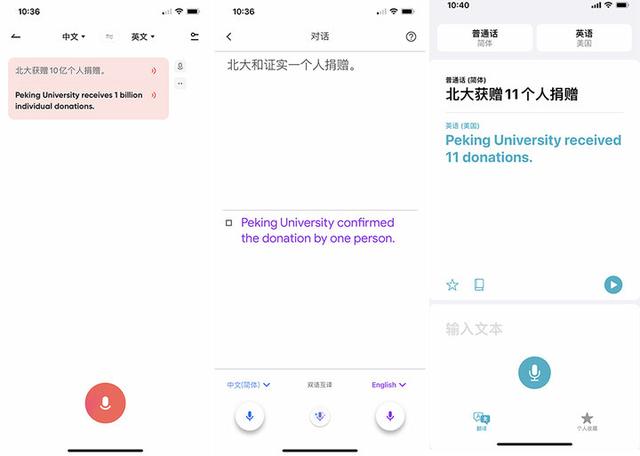 10:36
中文 英文
北大获赠10亿个人捐赠。
Peking University receives 1 billion
individual donations.
10:36
对话
北大和证实一个人捐赠。
Peking University confirmed
the donation by one person.
中文(简体) 双语互译 English
10:40
普通话 英语
简体 美国
普通话 (简体)
北大获赠11个人捐赠
英语 (美国)
Peking University received
11 donations.
输入文本
翻译 个人收藏